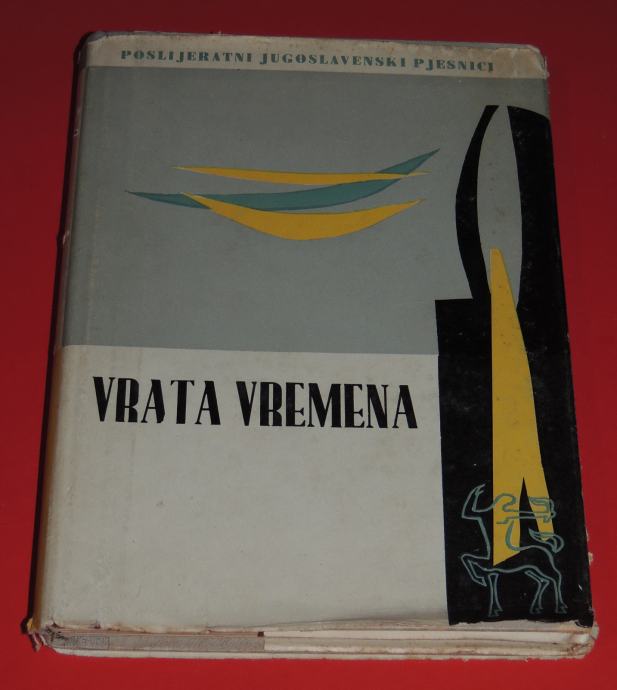 POSLIJERATNI JUGOSLAVENSKI PJESNICI
VRATA VREMENA